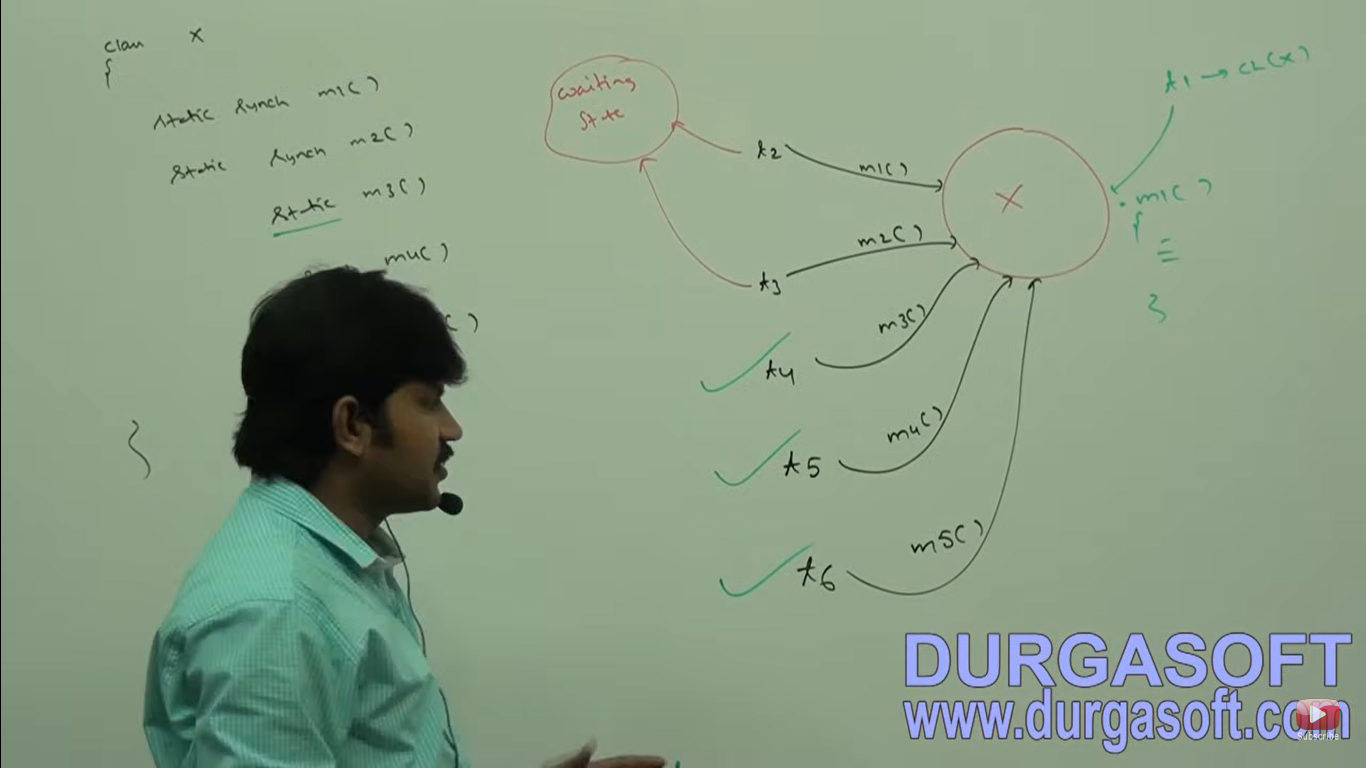 class X
{
static synch m1( )
static synch m2( )
static m3( )
m4( )
( )
}
waiting
state
t2
m1( )
t3
m2( )
t4
m3( )
t5
m4( )
t6
m5( )
X
t1 → CL(X)
. m1( )
{
}
DURGASOFT
www.durgasoft.com
Subscribe